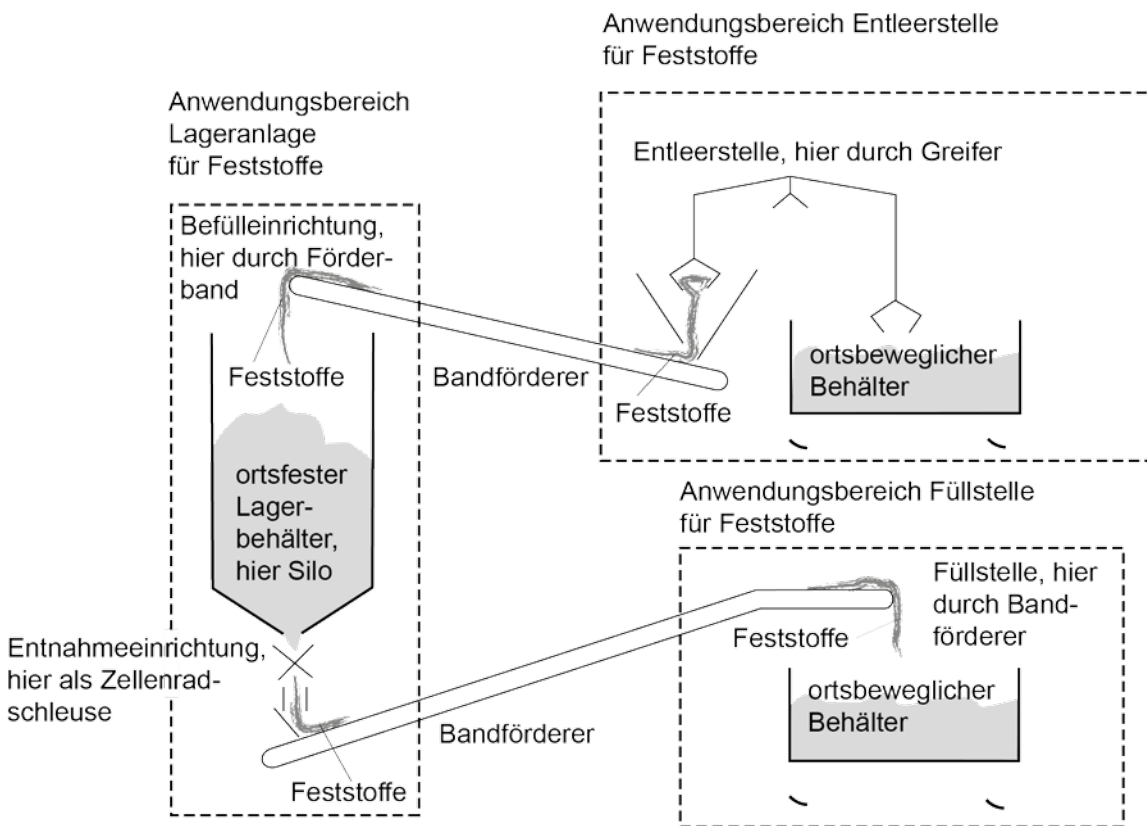 Anwendungsbereich Entleerstelle
für Feststoffe
Anwendungsbereich
Lageranlage
für Feststoffe
Entleerstelle, hier durch Greifer
Befülleinrichtung,
hier durch Förder-
band
Feststoffe
Bandförderer
Feststoffe
ortsbeweglicher
Behälter
ortsfester
Lager-
behälter,
hier Silo
Anwendungsbereich Füllstelle
für Feststoffe
Füllstelle, hier
durch Band-
förderer
Feststoffe
Entnahmeeinrichtung,
hier als Zellenrad-
schleuse
ortsbeweglicher
Behälter
Bandförderer
Feststoffe